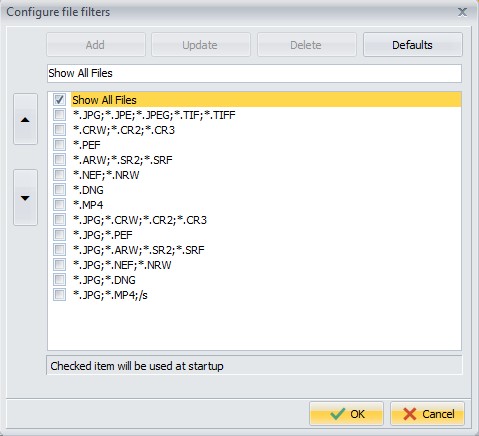 Configure file filters
Add Update Delete Defaults
Show All Files
Show All Files
*.JPG;*.JPE;*.JPEG;*.TIF;*.TIFF
*.CRW;*.CR2;*.CR3
*.PEF
*.ARW;*.SR2;*.SRF
*.NEF;*.NRW
*.DNG
*.MP4
*.JPG;*.CRW;*.CR2;*.CR3
*.JPG;*.PEF
*.JPG;*.ARW;*.SR2;*.SRF
*.JPG;*.NEF;*.NRW
*.JPG;*.DNG
*.JPG;*.MP4;/s
Checked item will be used at startup
OK Cancel